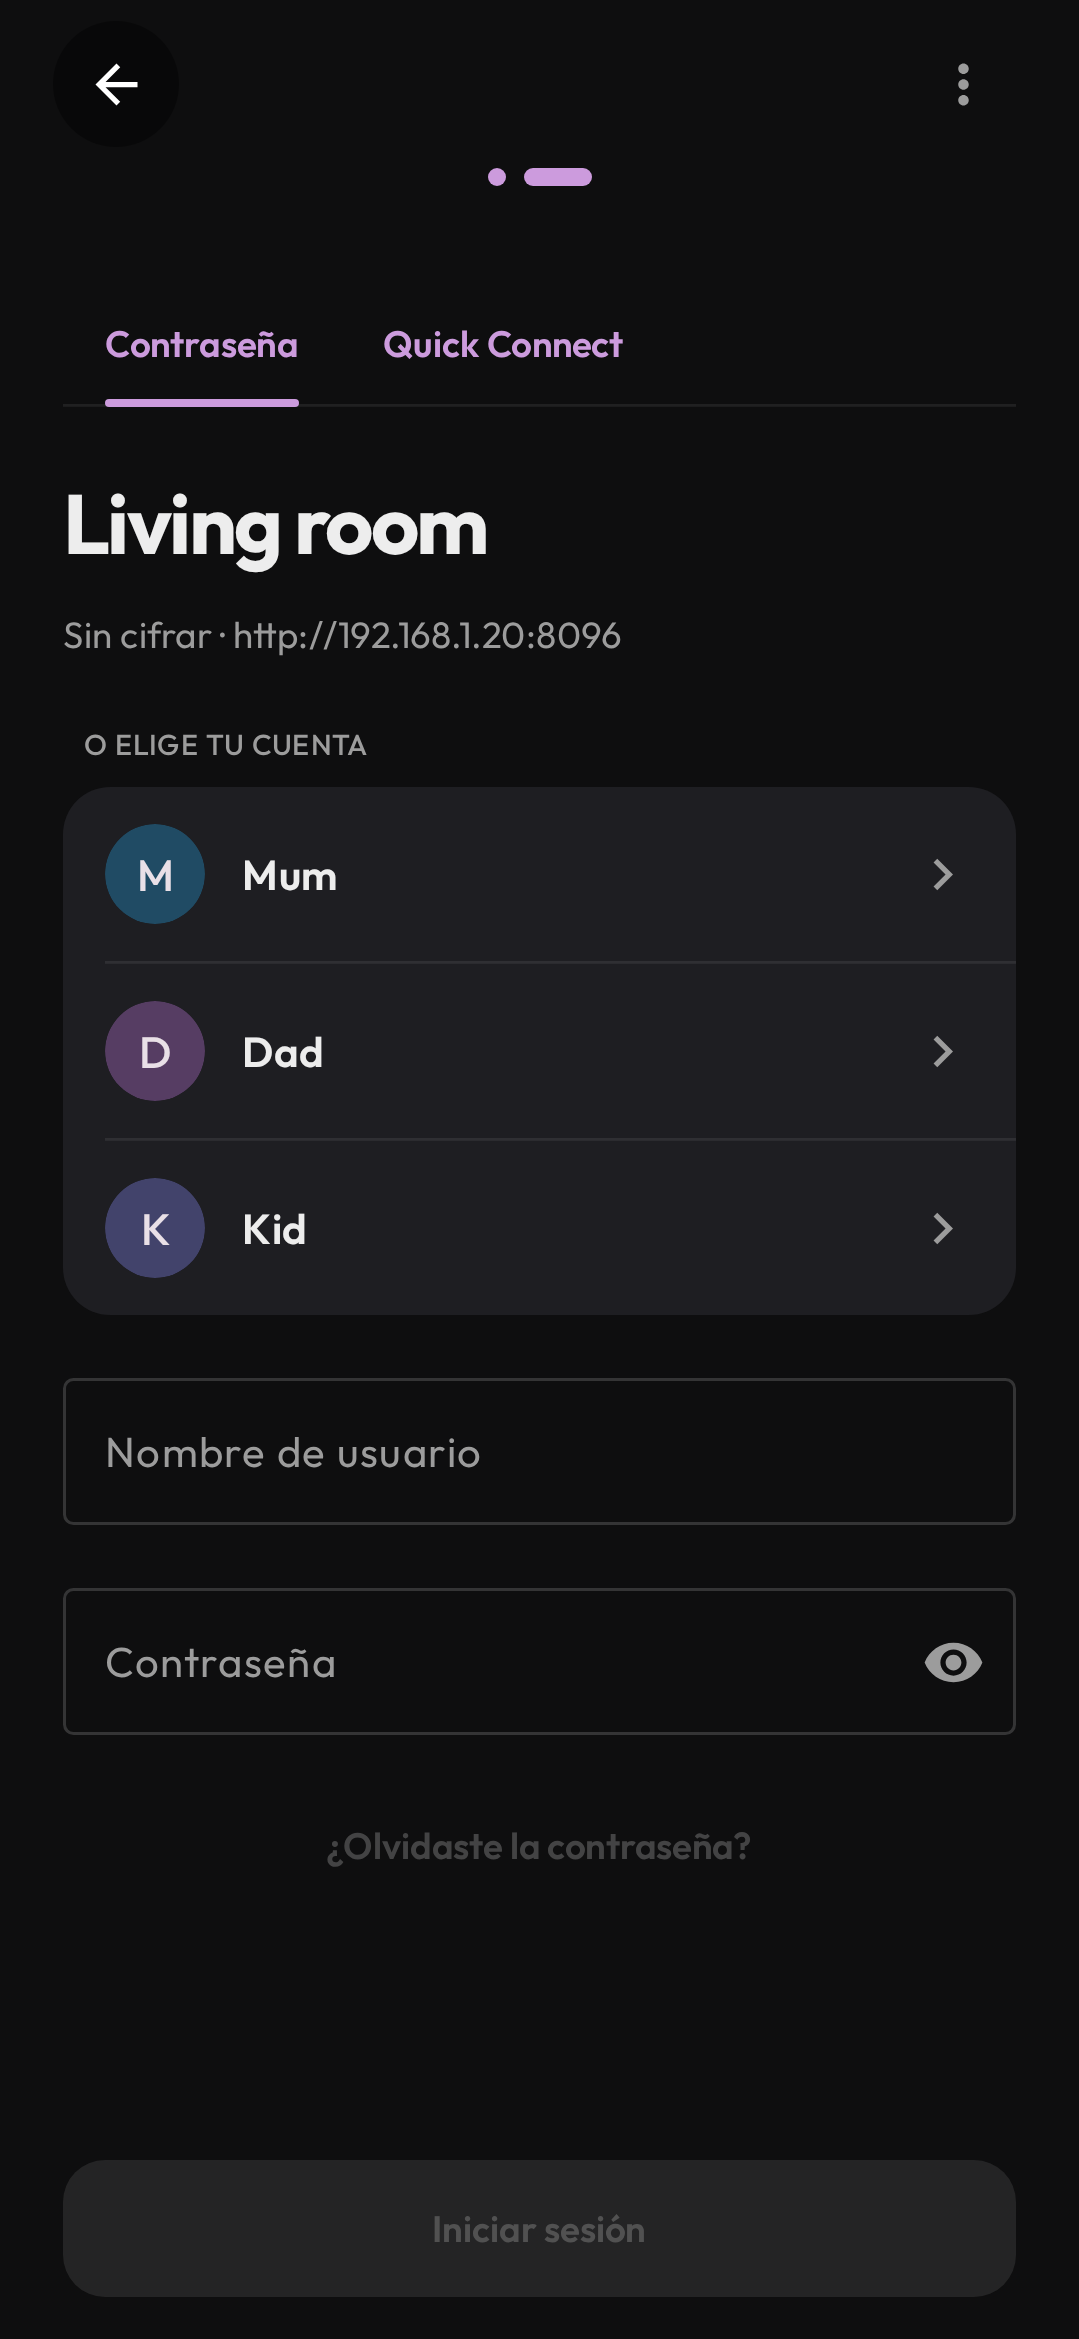 Contraseña
Quick Connect
Living room
Sin cifrar · http://192.168.1.20:8096
O ELIGE TU CUENTA
M
Mum
D
Dad
K
Kid
Nombre de usuario
Contraseña
¿Olvidaste la contraseña?
Iniciar sesión